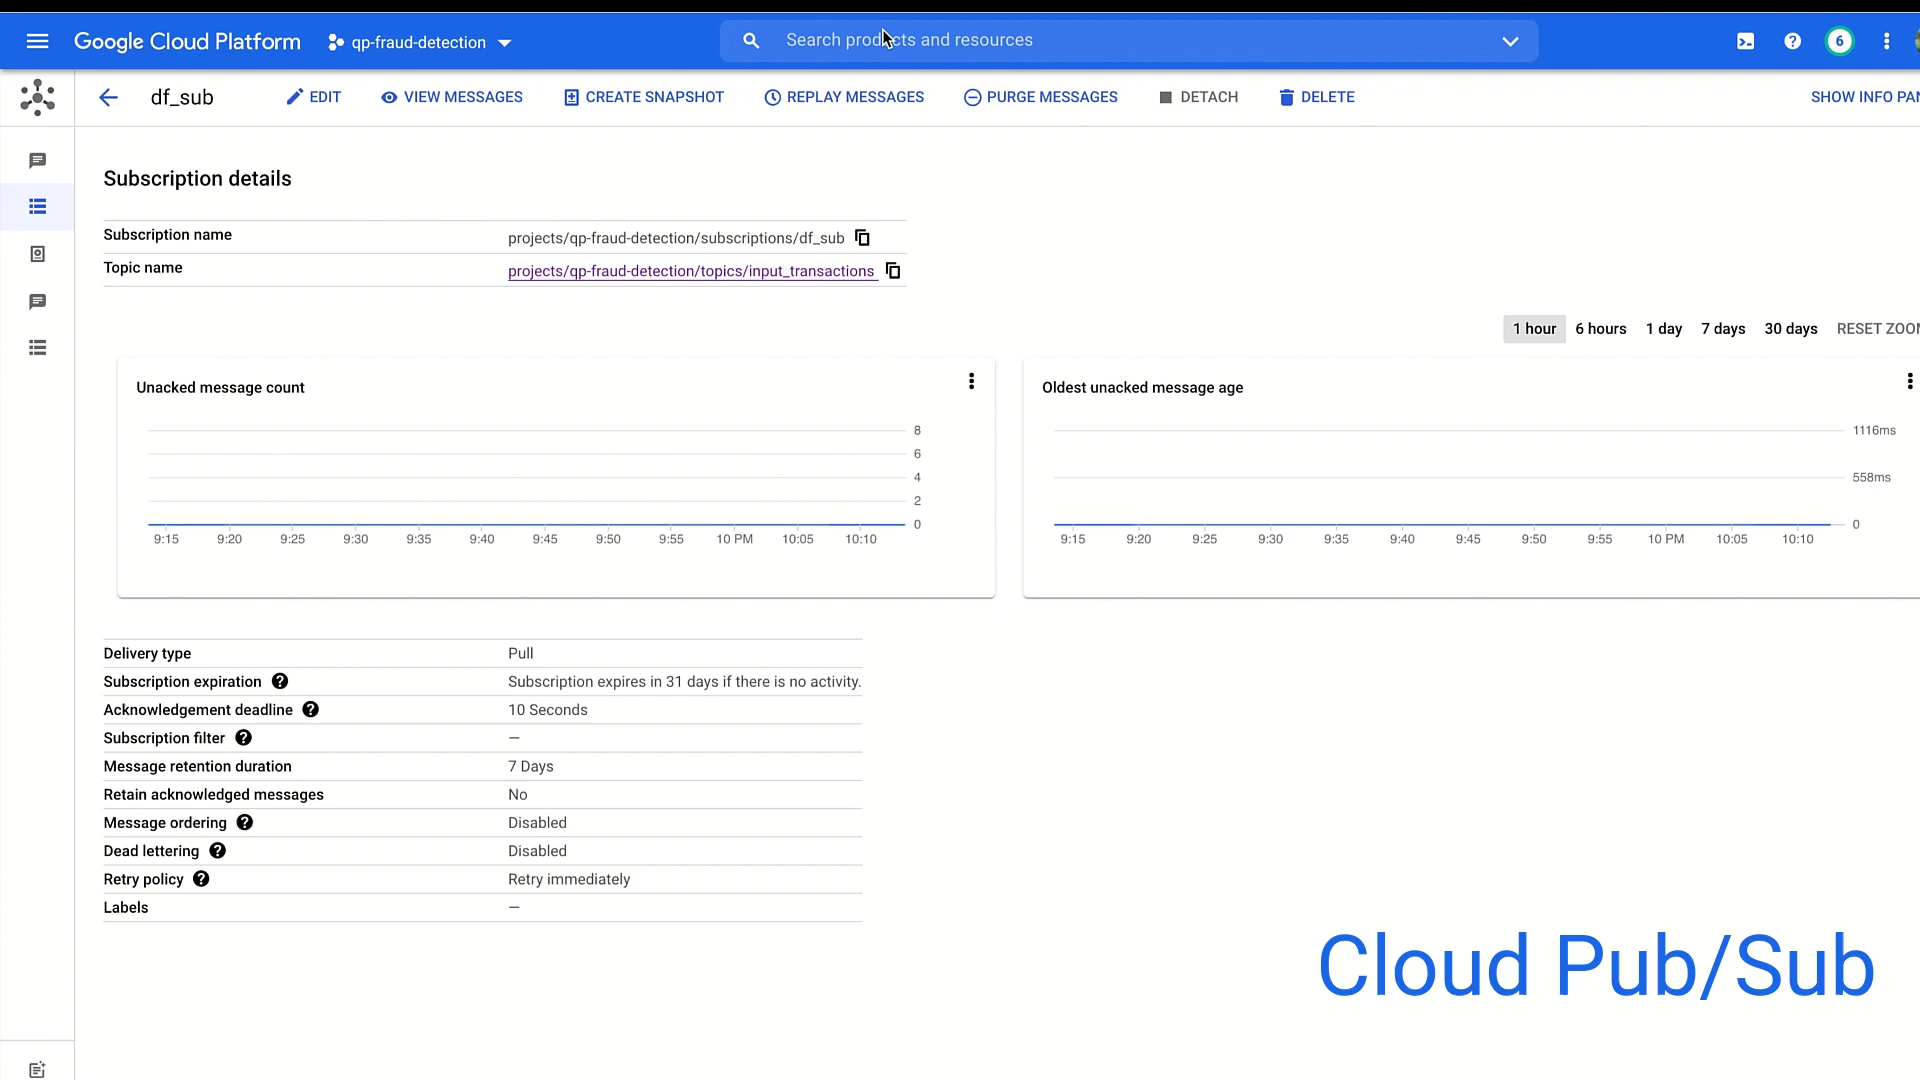 Google Cloud Platform qp-fraud-detection Search products and resources 6
df_sub EDIT VIEW MESSAGES CREATE SNAPSHOT REPLAY MESSAGES PURGE MESSAGES DETACH DELETE SHOW INFO PAN
Subscription details
Subscription name projects/qp-fraud-detection/subscriptions/df_sub
Topic name projects/qp-fraud-detection/topics/input_transactions
1 hour 6 hours 1 day 7 days 30 days RESET ZOOM
Unacked message count
8
6
4
2
0
9:15 9:20 9:25 9:30 9:35 9:40 9:45 9:50 9:55 10 PM 10:05 10:10
Oldest unacked message age
1116ms
558ms
0
9:15 9:20 9:25 9:30 9:35 9:40 9:45 9:50 9:55 10 PM 10:05 10:10
Delivery type Pull
Subscription expiration Subscription expires in 31 days if there is no activity.
Acknowledgement deadline 10 Seconds
Subscription filter —
Message retention duration 7 Days
Retain acknowledged messages No
Message ordering Disabled
Dead lettering Disabled
Retry policy Retry immediately
Labels —
Cloud Pub/Sub